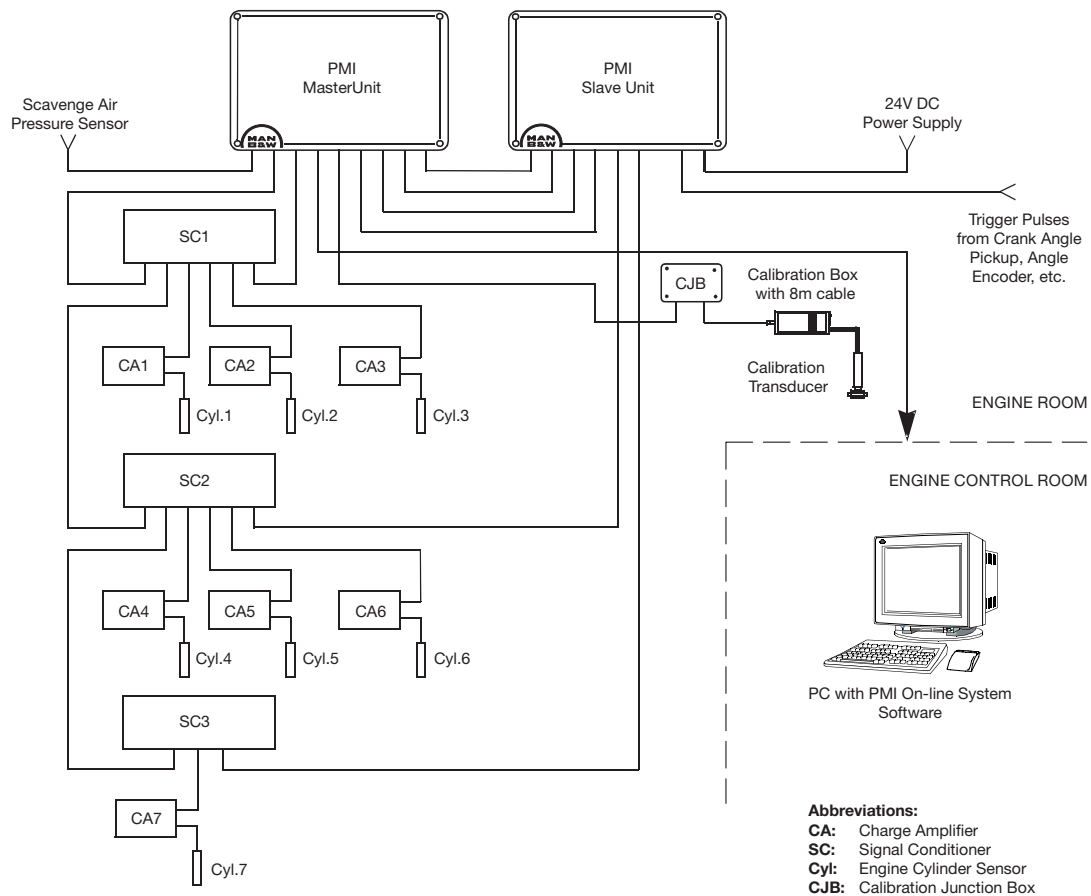 PMI
MasterUnit
MAN
B&W
PMI
Slave Unit
MAN
B&W
Scavenge Air
Pressure Sensor
24V DC
Power Supply
Trigger Pulses
from Crank Angle
Pickup, Angle
Encoder, etc.
SC1
CJB
Calibration Box
with 8m cable
Calibration
Transducer
CA1
CA2
CA3
Cyl.1
Cyl.2
Cyl.3
ENGINE ROOM
SC2
ENGINE CONTROL ROOM
CA4
CA5
CA6
Cyl.4
Cyl.5
Cyl.6
PC with PMI On-line System
Software
SC3
CA7
Cyl.7
Abbreviations:
CA: Charge Amplifier
SC: Signal Conditioner
Cyl: Engine Cylinder Sensor
CJB: Calibration Junction Box